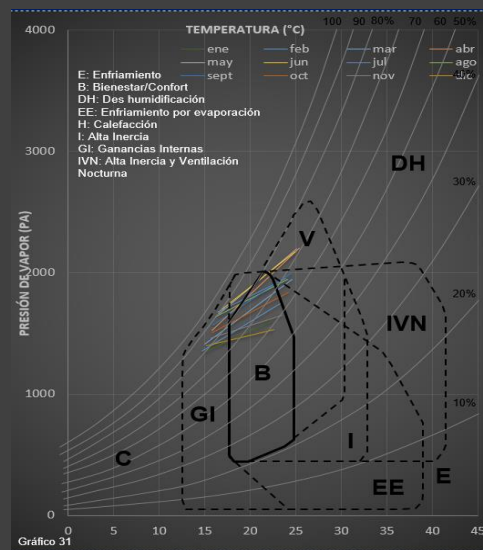 TEMPERATURA (°C)
100 90 80% 70 60 50%
4000
ene feb mar abr
may jun jul ago
sept oct nov dic
E: Enfriamiento
B: Bienestar/Confort
DH: Des humidificación
EE: Enfriamiento por evaporación
H: Calefacción
I: Alta Inercia
GI: Ganancias Internas
IVN: Alta Inercia y Ventilación
Nocturna
3000
DH
30%
PRESIÓN DE VAPOR (PA)
V
2000
20%
IVN
B
GI
10%
1000
I
C
E
EE
0
0 5 10 15 20 25 30 35 40 45
Gráfico 31